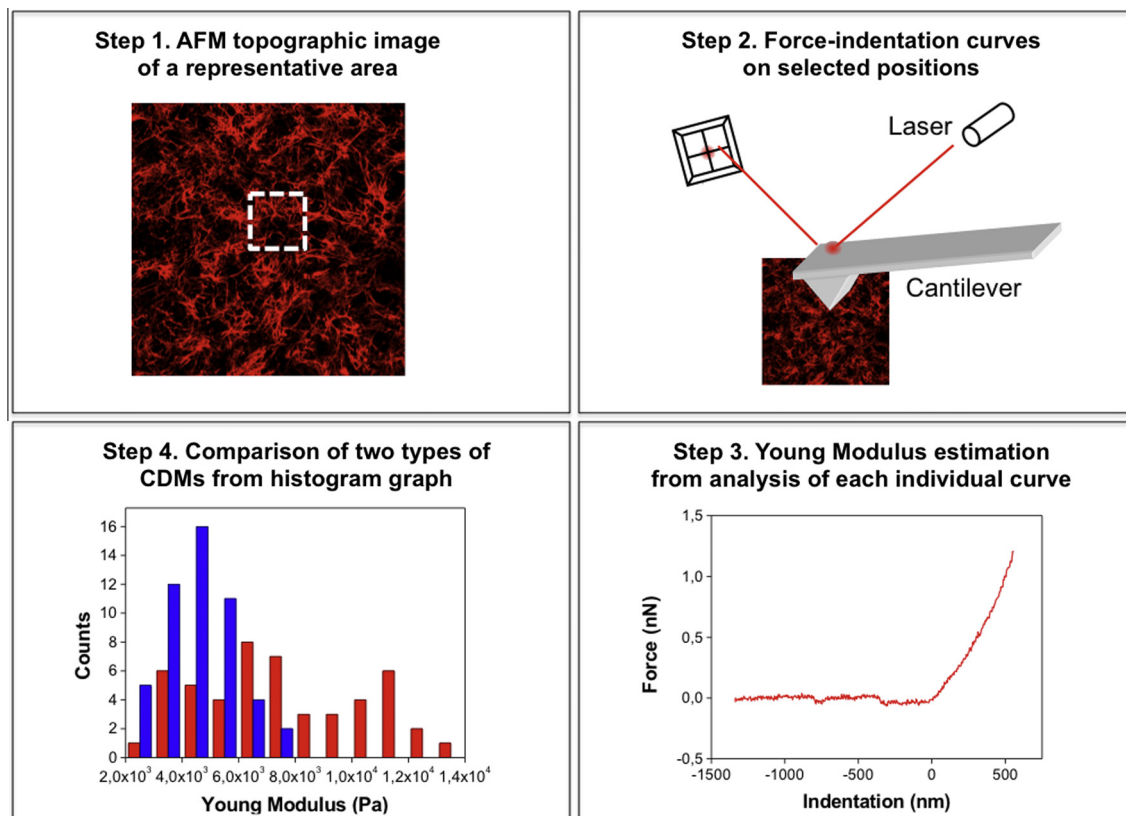 Step 1. AFM topographic image
of a representative area
Step 2. Force-indentation curves
on selected positions
Laser
Cantilever
Step 4. Comparison of two types of
CDMs from histogram graph
Counts
16
14
12
10
8
6
4
2
0
2,0x10³ 4,0x10³ 6,0x10³ 8,0x10³ 1,0x10⁴ 1,2x10⁴ 1,4x10⁴
Young Modulus (Pa)
Step 3. Young Modulus estimation
from analysis of each individual curve
Force (nN)
1,5
1,0
0,5
0,0
-0,5
-1500 -1000 -500 0 500
Indentation (nm)